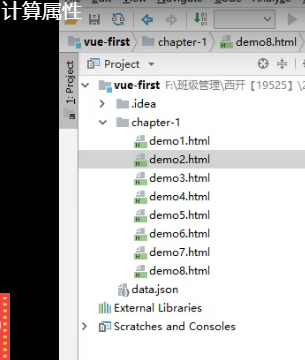 计算属性
vue-first
chapter-1
demo8.html
1: Project
Project
vue-first F:\班级管理\西开【19525】\2
.idea
chapter-1
demo1.html
demo2.html
demo3.html
demo4.html
demo5.html
demo6.html
demo7.html
demo8.html
data.json
External Libraries
Scratches and Consoles